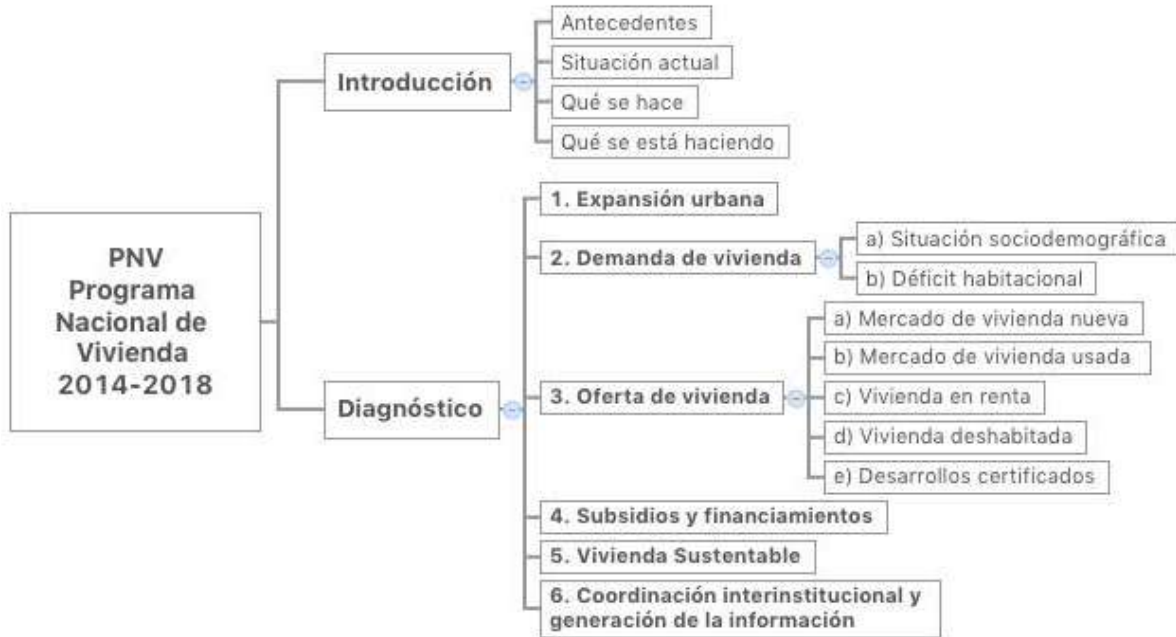 PNV
Programa
Nacional de
Vivienda
2014-2018
Introducción
Antecedentes
Situación actual
Qué se hace
Qué se está haciendo
Diagnóstico
1. Expansión urbana
2. Demanda de vivienda
a) Situación sociodemográfica
b) Déficit habitacional
3. Oferta de vivienda
a) Mercado de vivienda nueva
b) Mercado de vivienda usada
c) Vivienda en renta
d) Vivienda deshabitada
e) Desarrollos certificados
4. Subsidios y financiamientos
5. Vivienda Sustentable
6. Coordinación interinstitucional y
generación de la información